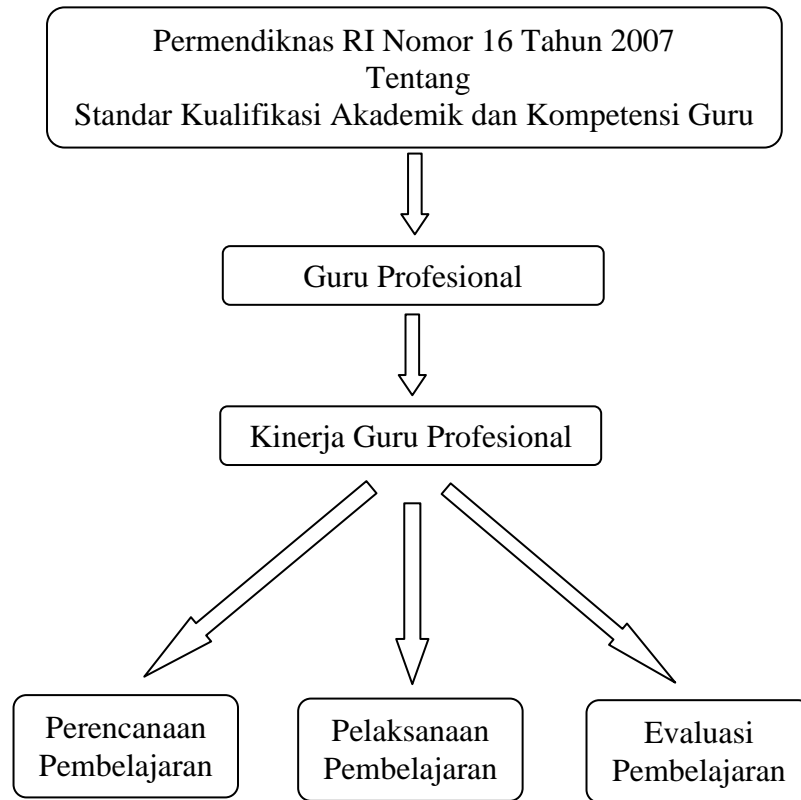 Permendiknas RI Nomor 16 Tahun 2007
Tentang
Standar Kualifikasi Akademik dan Kompetensi Guru
Guru Profesional
Kinerja Guru Profesional
Perencanaan
Pembelajaran
Pelaksanaan
Pembelajaran
Evaluasi
Pembelajaran